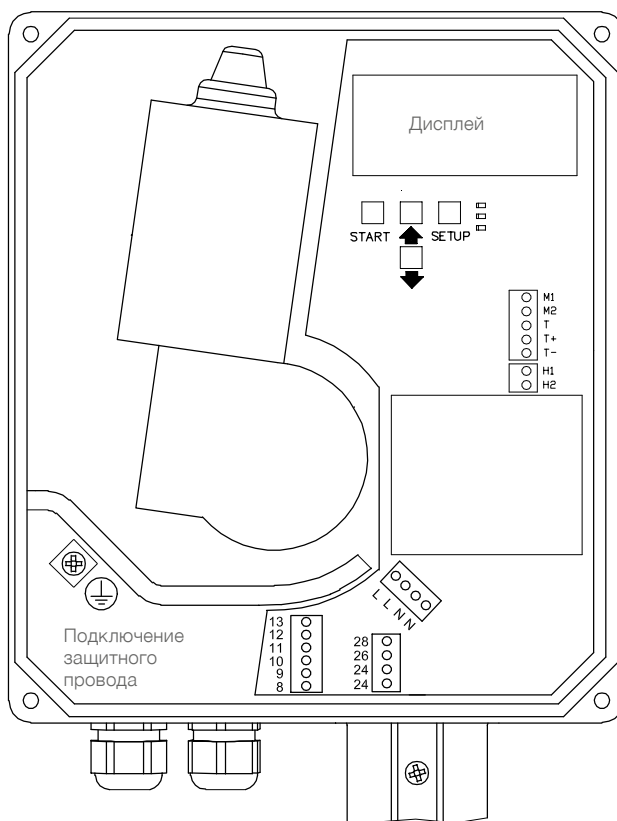 Дисплей
START
SETUP
M1
M2
T
T+
T-
H1
H2
L L N N
Подключение
защитного
провода
13
12
11
10
9
8
28
26
24
24